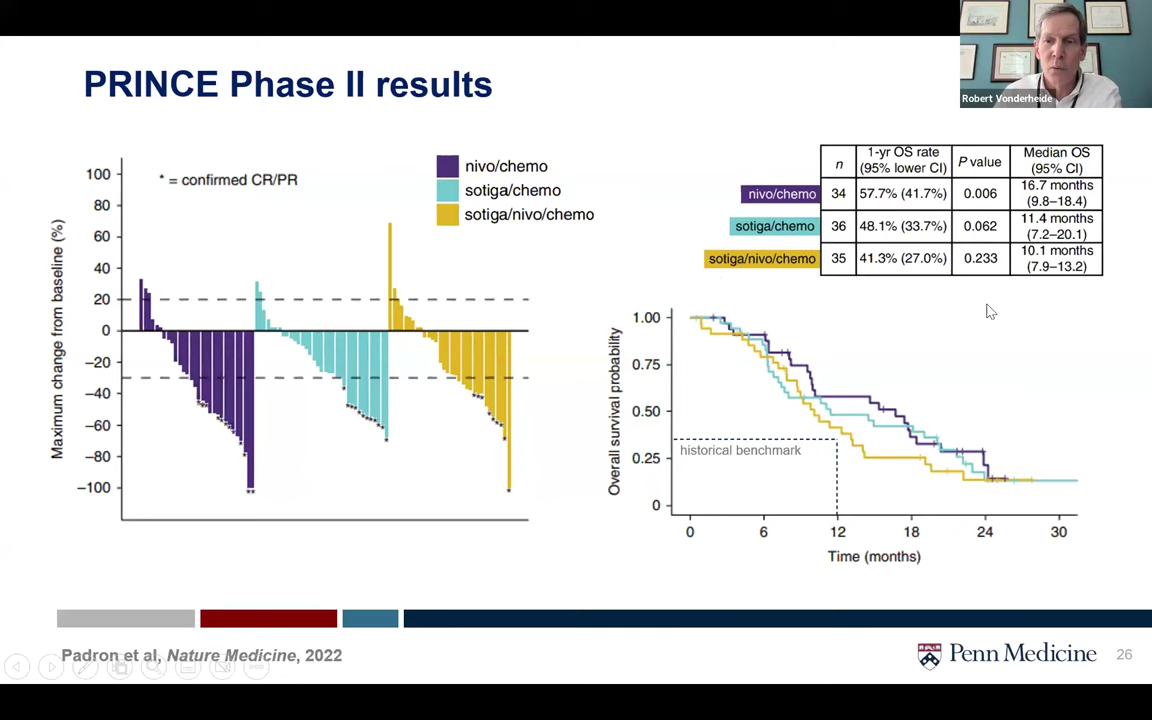 PRINCE Phase II results
Robert Vonderheide
* = confirmed CR/PR
nivo/chemo
sotiga/chemo
sotiga/nivo/chemo
Maximum change from baseline (%)
100
80
60
40
20
0
−20
−40
−60
−80
−100
n 1-yr OS rate (95% lower CI) P value Median OS (95% CI)
nivo/chemo 34 57.7% (41.7%) 0.006 16.7 months (9.8–18.4)
sotiga/chemo 36 48.1% (33.7%) 0.062 11.4 months (7.2–20.1)
sotiga/nivo/chemo 35 41.3% (27.0%) 0.233 10.1 months (7.9–13.2)
Overall survival probability
1.00
0.75
0.50
0.25
0
historical benchmark
0 6 12 18 24 30
Time (months)
Padron et al, Nature Medicine, 2022
Penn Medicine
26